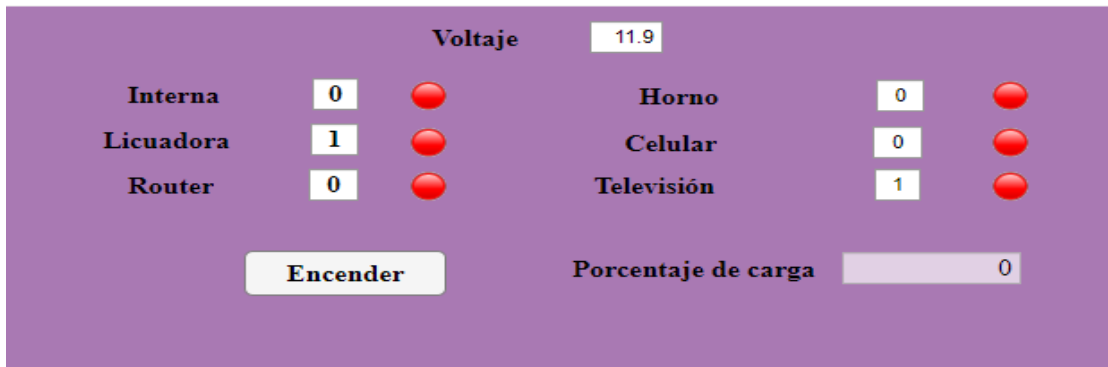 Voltaje 11.9
Interna 0 Horno 0
Licuadora 1 Celular 0
Router 0 Televisión 1
Encender Porcentaje de carga 0